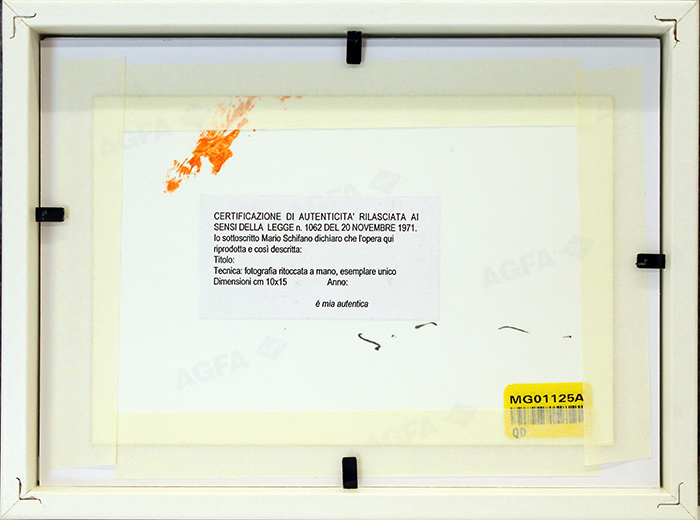 AGFA
AGFA
CERTIFICAZIONE DI AUTENTICITA' RILASCIATA AI
SENSI DELLA LEGGE n. 1062 DEL 20 NOVEMBRE 1971.
Io sottoscritto Mario Schifano dichiaro che l'opera qui
riprodotta e così descritta:
Titolo:
Tecnica: fotografia ritoccata a mano, esemplare unico
Dimensioni cm 10x15 Anno:
é mia autentica
AGFA
AGFA
MG01125A
QD
AGFA